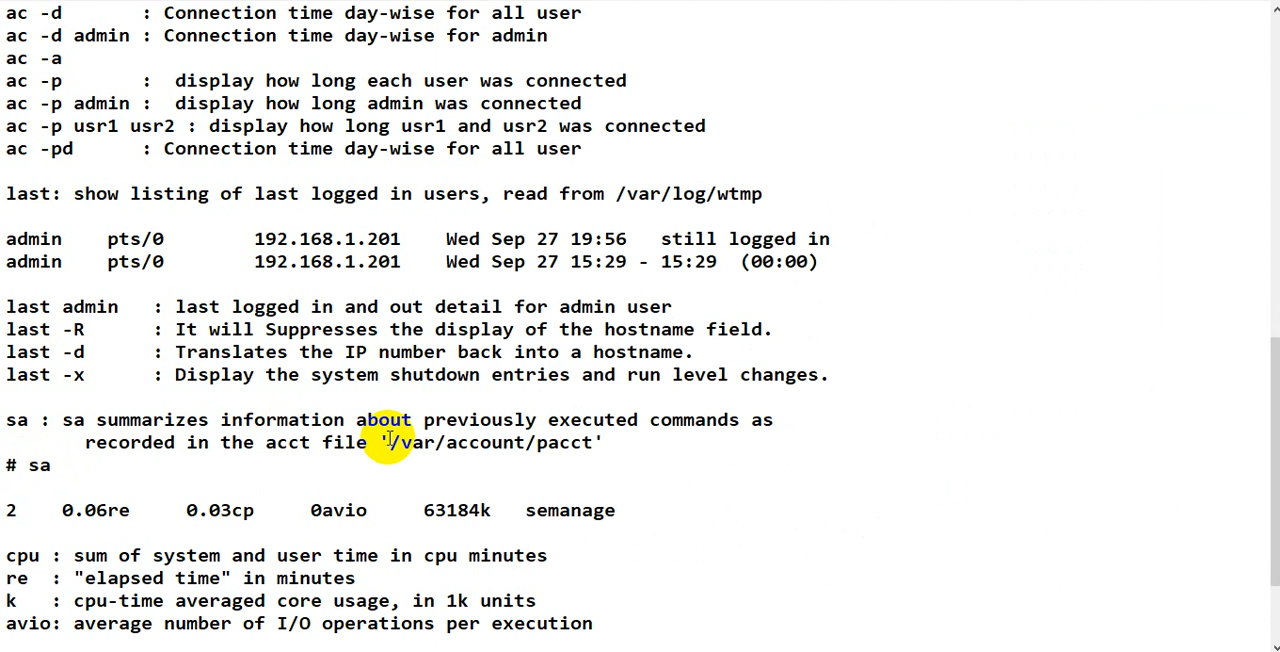 ac -d       : Connection time day-wise for all user
ac -d admin : Connection time day-wise for admin
ac -a
ac -p       :  display how long each user was connected
ac -p admin :  display how long admin was connected
ac -p usr1 usr2 : display how long usr1 and usr2 was connected
ac -pd      : Connection time day-wise for all user
last: show listing of last logged in users, read from /var/log/wtmp
admin    pts/0        192.168.1.201    Wed Sep 27 19:56   still logged in
admin    pts/0        192.168.1.201    Wed Sep 27 15:29 - 15:29  (00:00)
last admin   : last logged in and out detail for admin user
last -R      : It will Suppresses the display of the hostname field.
last -d      : Translates the IP number back into a hostname.
last -x      : Display the system shutdown entries and run level changes.
sa : sa summarizes information about previously executed commands as
recorded in the acct file '/var/account/pacct'
# sa
2    0.06re     0.03cp     0avio     63184k   semanage
cpu : sum of system and user time in cpu minutes
re  : "elapsed time" in minutes
k   : cpu-time averaged core usage, in 1k units
avio: average number of I/O operations per execution